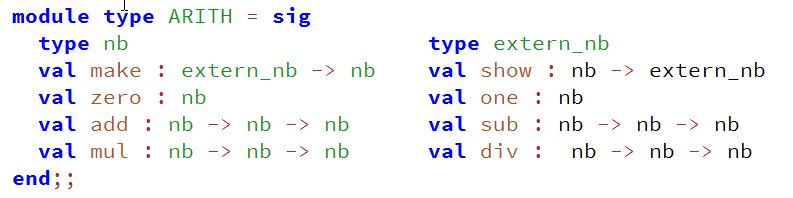 module type ARITH = sig
type nb type extern_nb
val make : extern_nb -> nb val show : nb -> extern_nb
val zero : nb val one : nb
val add : nb -> nb -> nb val sub : nb -> nb -> nb
val mul : nb -> nb -> nb val div : nb -> nb -> nb
end;;